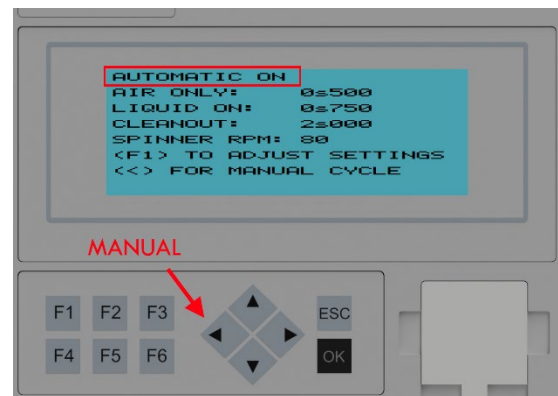 AUTOMATIC ON
AIR ONLY: 0s500
LIQUID ON: 0s750
CLEANOUT: 2s000
SPINNER RPM: 80
<F1> TO ADJUST SETTINGS
<<> FOR MANUAL CYCLE
MANUAL
F1 F2 F3 ESC
F4 F5 F6 OK